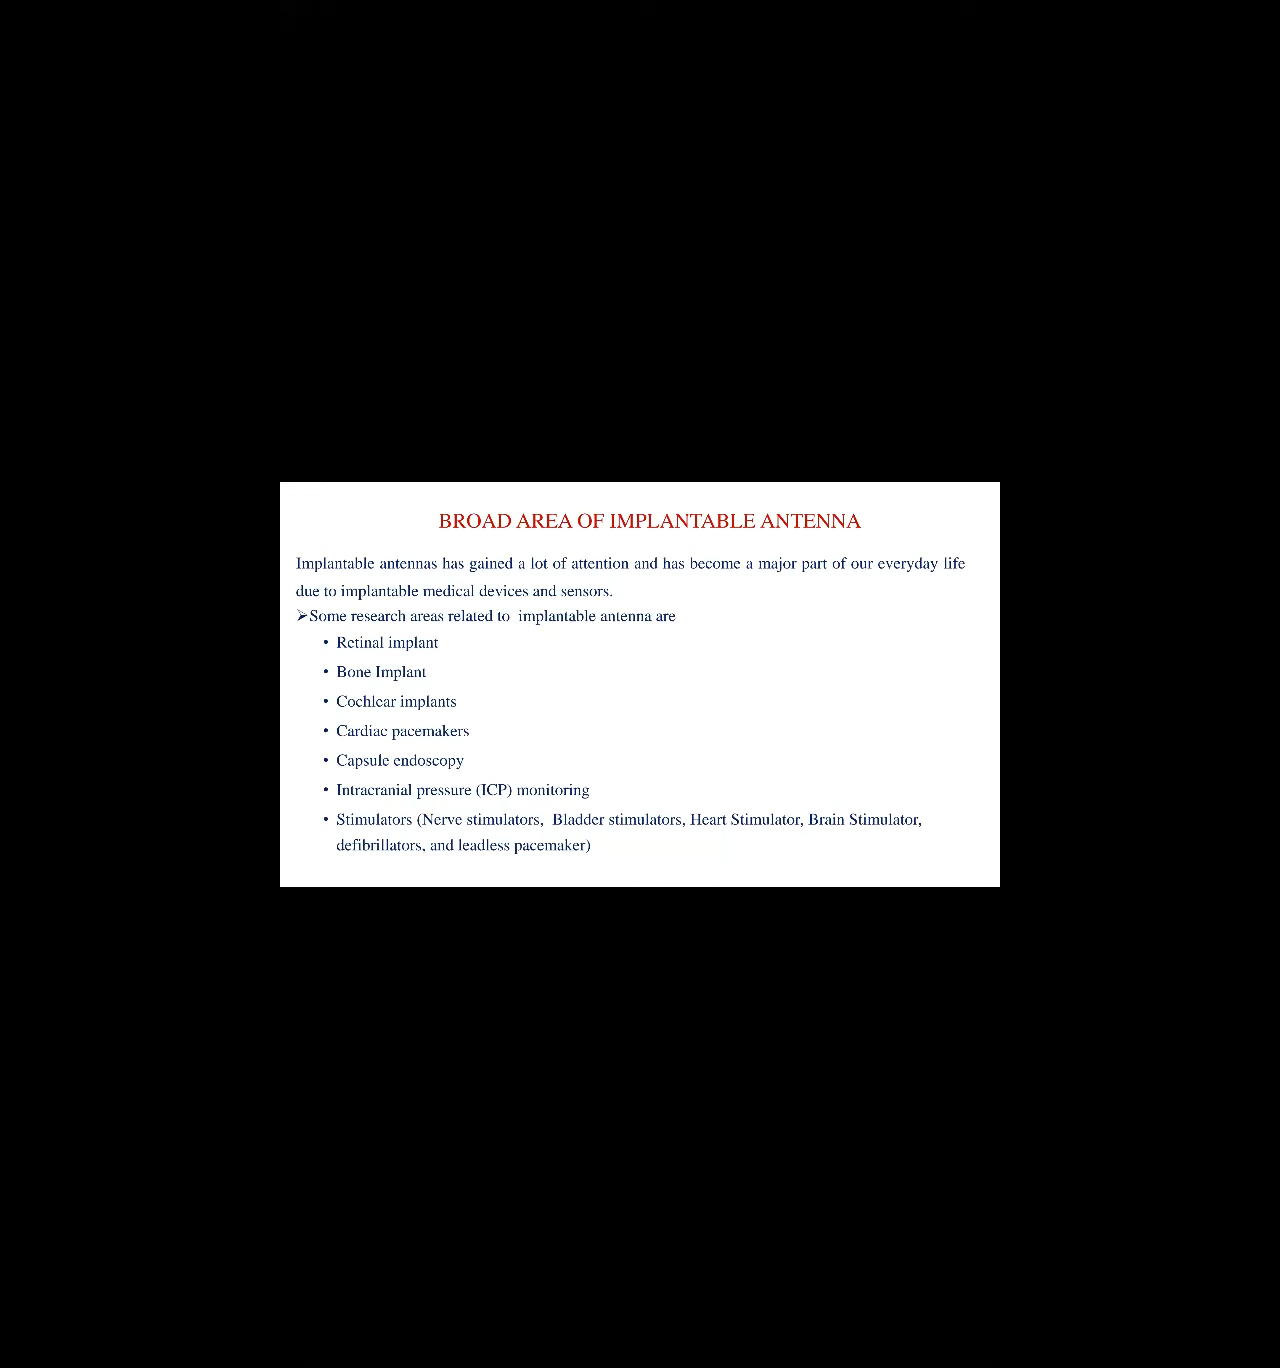 BROAD AREA OF IMPLANTABLE ANTENNA
Implantable antennas has gained a lot of attention and has become a major part of our everyday life
due to implantable medical devices and sensors.
➢Some research areas related to  implantable antenna are
• Retinal implant
• Bone Implant
• Cochlear implants
• Cardiac pacemakers
• Capsule endoscopy
• Intracranial pressure (ICP) monitoring
• Stimulators (Nerve stimulators,  Bladder stimulators, Heart Stimulator, Brain Stimulator,
defibrillators, and leadless pacemaker)